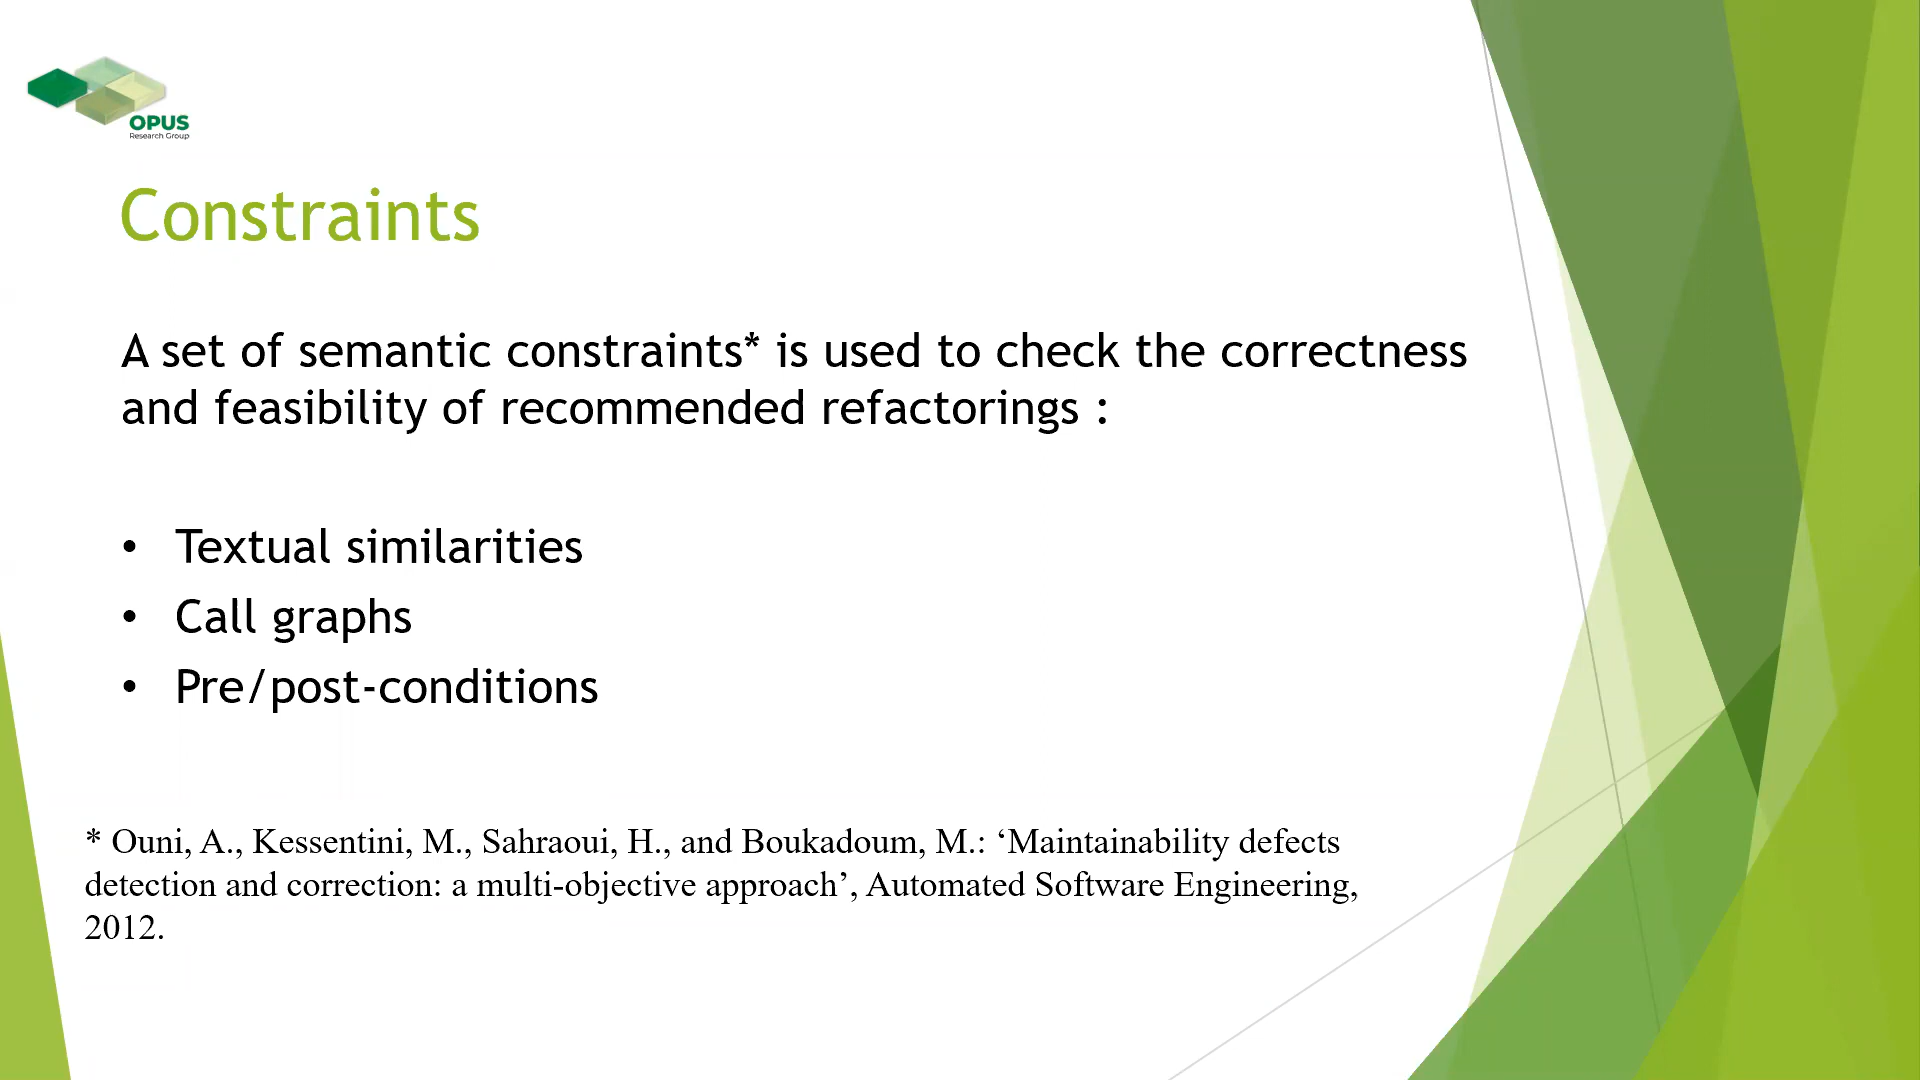 OPUS
Research Group
Constraints
A set of semantic constraints* is used to check the correctness
and feasibility of recommended refactorings :
• Textual similarities
• Call graphs
• Pre/post-conditions
* Ouni, A., Kessentini, M., Sahraoui, H., and Boukadoum, M.: ‘Maintainability defects
detection and correction: a multi-objective approach’, Automated Software Engineering,
2012.